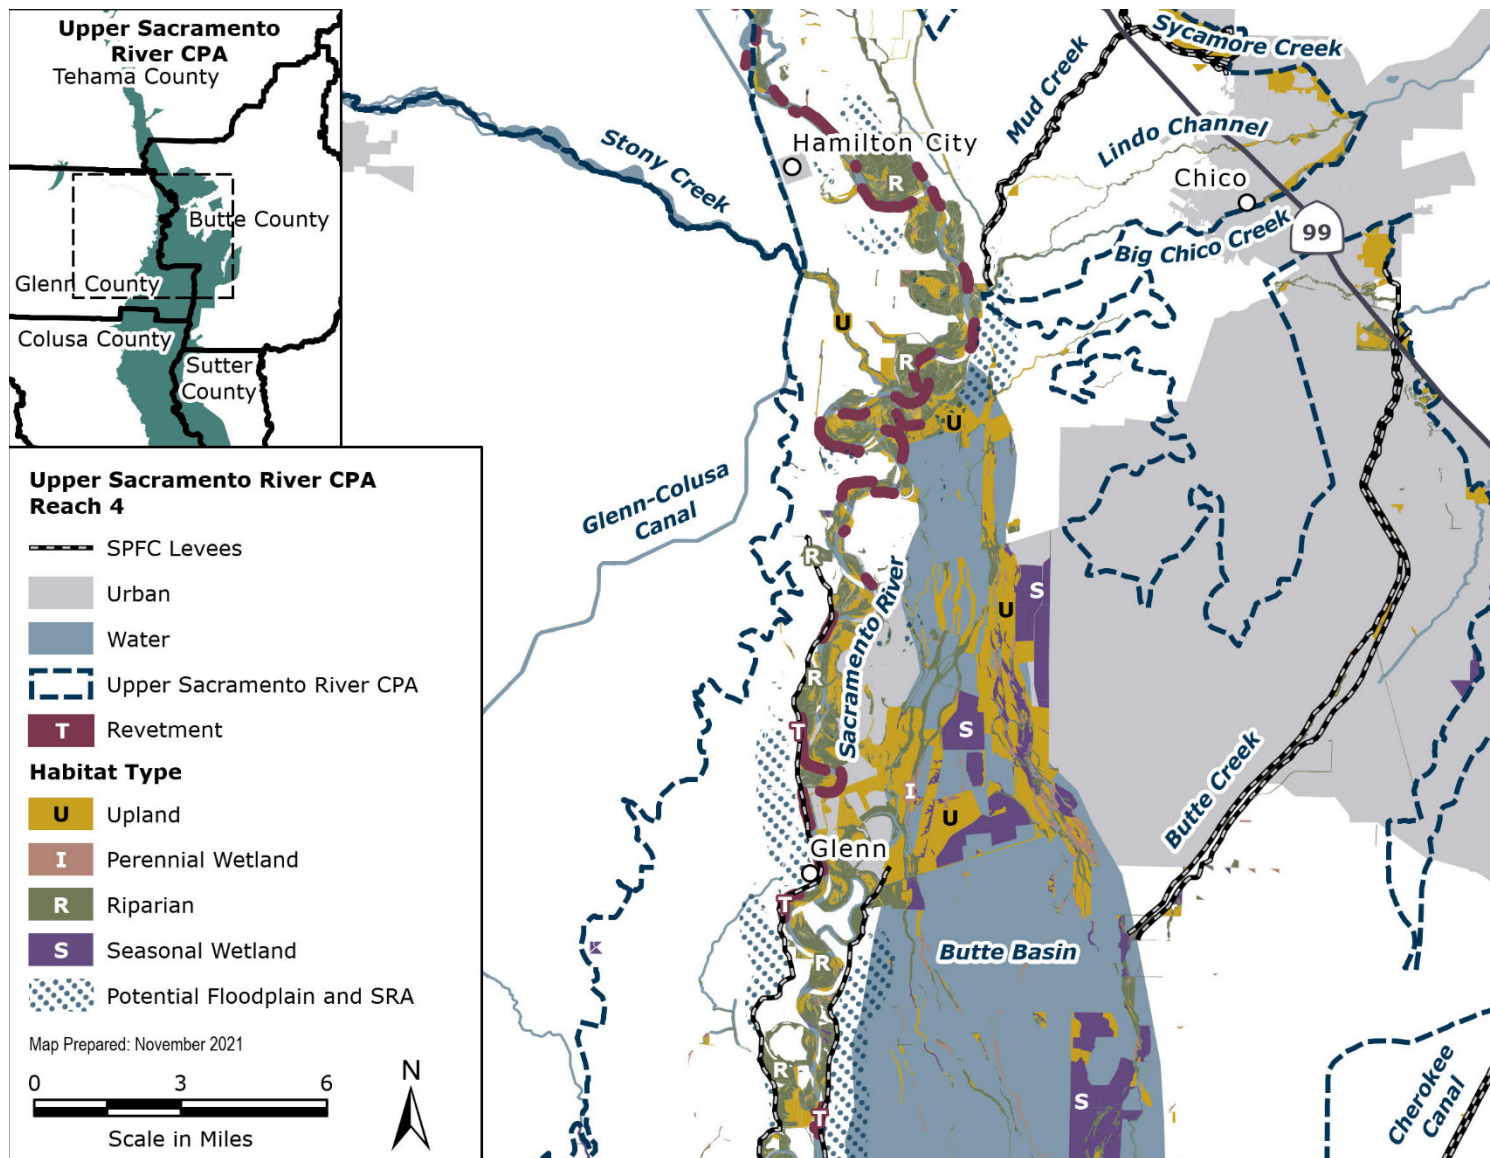 Upper Sacramento
River CPA
Tehama County
Butte County
Glenn County
Colusa County
Sutter
County
Upper Sacramento River CPA
Reach 4
SPFC Levees
Urban
Water
Upper Sacramento River CPA
T Revetment
Habitat Type
U Upland
I Perennial Wetland
R Riparian
S Seasonal Wetland
Potential Floodplain and SRA
Map Prepared: November 2021
0 3 6
Scale in Miles
N
Sycamore Creek
Mud Creek
Stony Creek
Hamilton City
Lindo Channel
R
Chico
99
Big Chico Creek
U
R
U
Glenn-Colusa
Canal
R
S
U
Sacramento River
R
S
T
I
U
Butte Creek
Glenn
T
R
Butte Basin
R
S
T
Cherokee
Canal